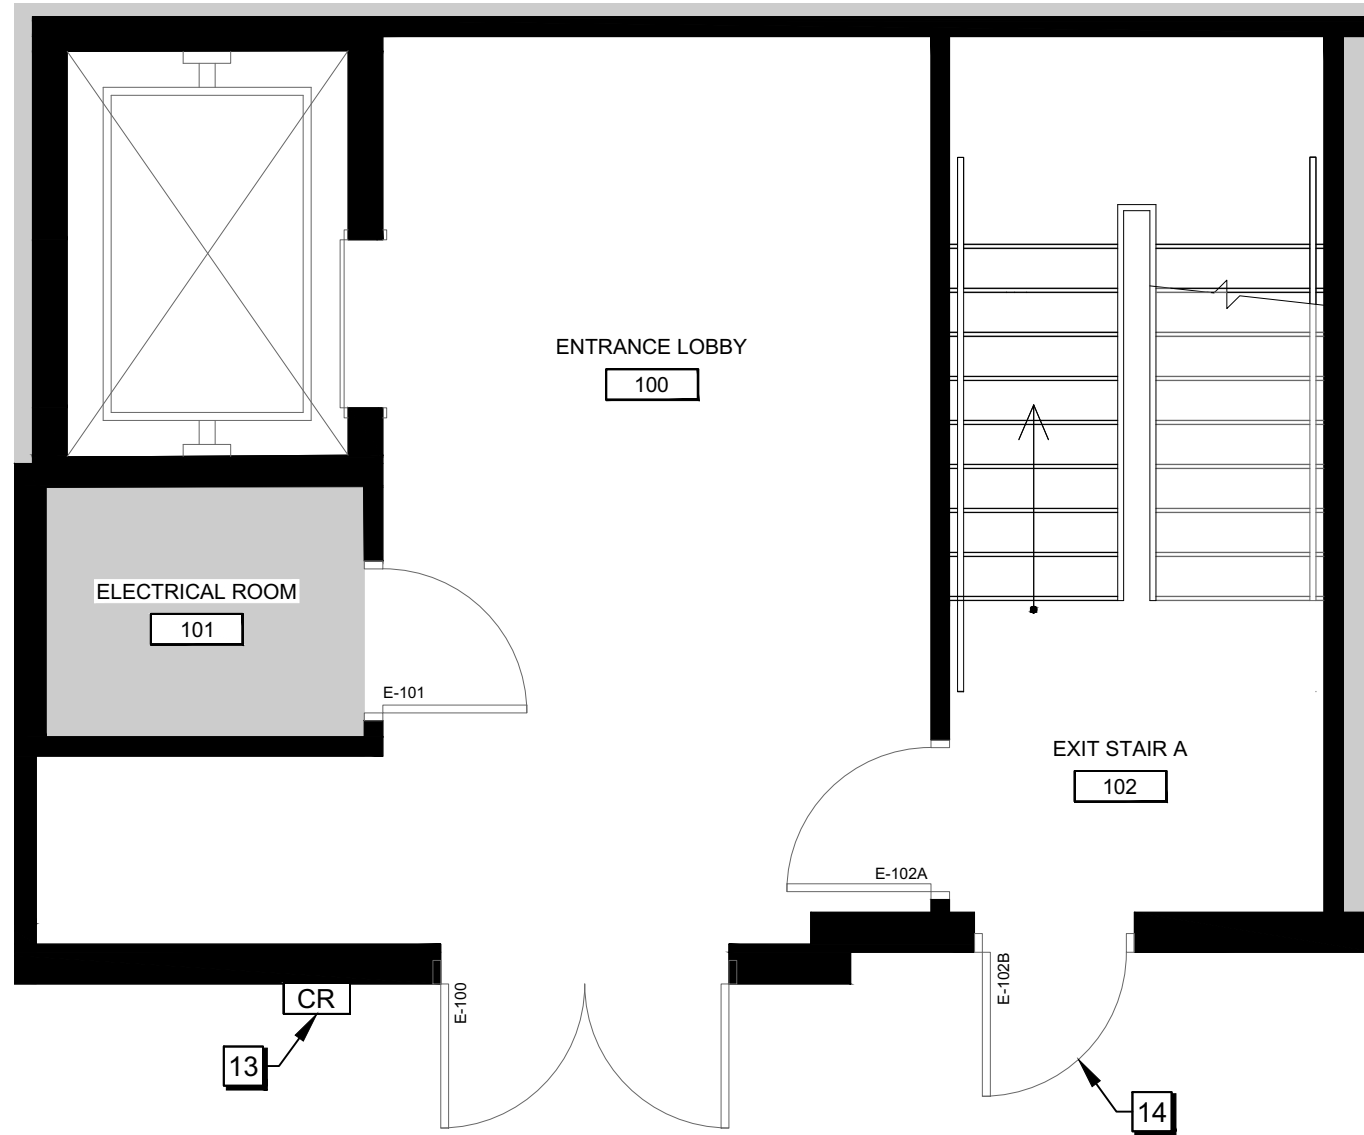 ENTRANCE LOBBY
100
ELECTRICAL ROOM
101
E-101
EXIT STAIR A
102
E-102A
E-102B
E-100
CR
13
14